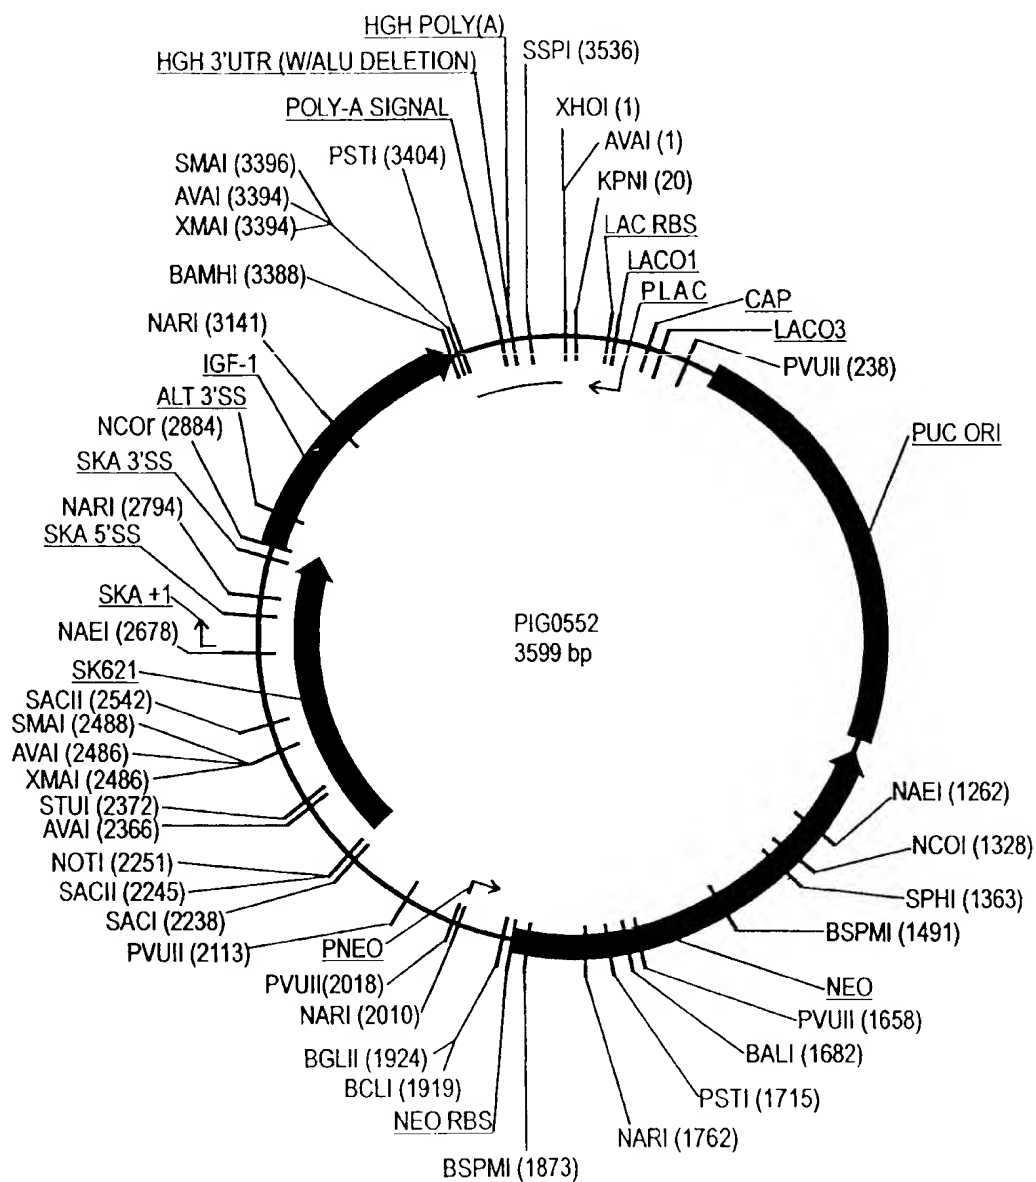 HGH POLY(A)
HGH 3'UTR (W/ALU DELETION)
POLY-A SIGNAL
PSTI (3404)
SMAI (3396)
AVAI (3394)
XMAI (3394)
BAMHI (3388)
NARI (3141)
IGF-1
ALT 3'SS
NCOr (2884)
SKA 3'SS
NARI (2794)
SKA 5'SS
SKA +1
NAEI (2678)
SK621
SACII (2542)
SMAI (2488)
AVAI (2486)
XMAI (2486)
STUI (2372)
AVAI (2366)
NOTI (2251)
SACII (2245)
SACI (2238)
PVUII (2113)
PNEO
PVUII(2018)
NARI (2010)
BGLII (1924)
BCLI (1919)
NEO RBS
BSPMI (1873)
SSPI (3536)
XHOI (1)
AVAI (1)
KPNI (20)
LAC RBS
LACO1
PLAC
CAP
LACO3
PVUII (238)
PUC ORI
PIG0552
3599 bp
NAEI (1262)
NCOI (1328)
SPHI (1363)
BSPMI (1491)
NEO
PVUII (1658)
BALI (1682)
PSTI (1715)
NARI (1762)